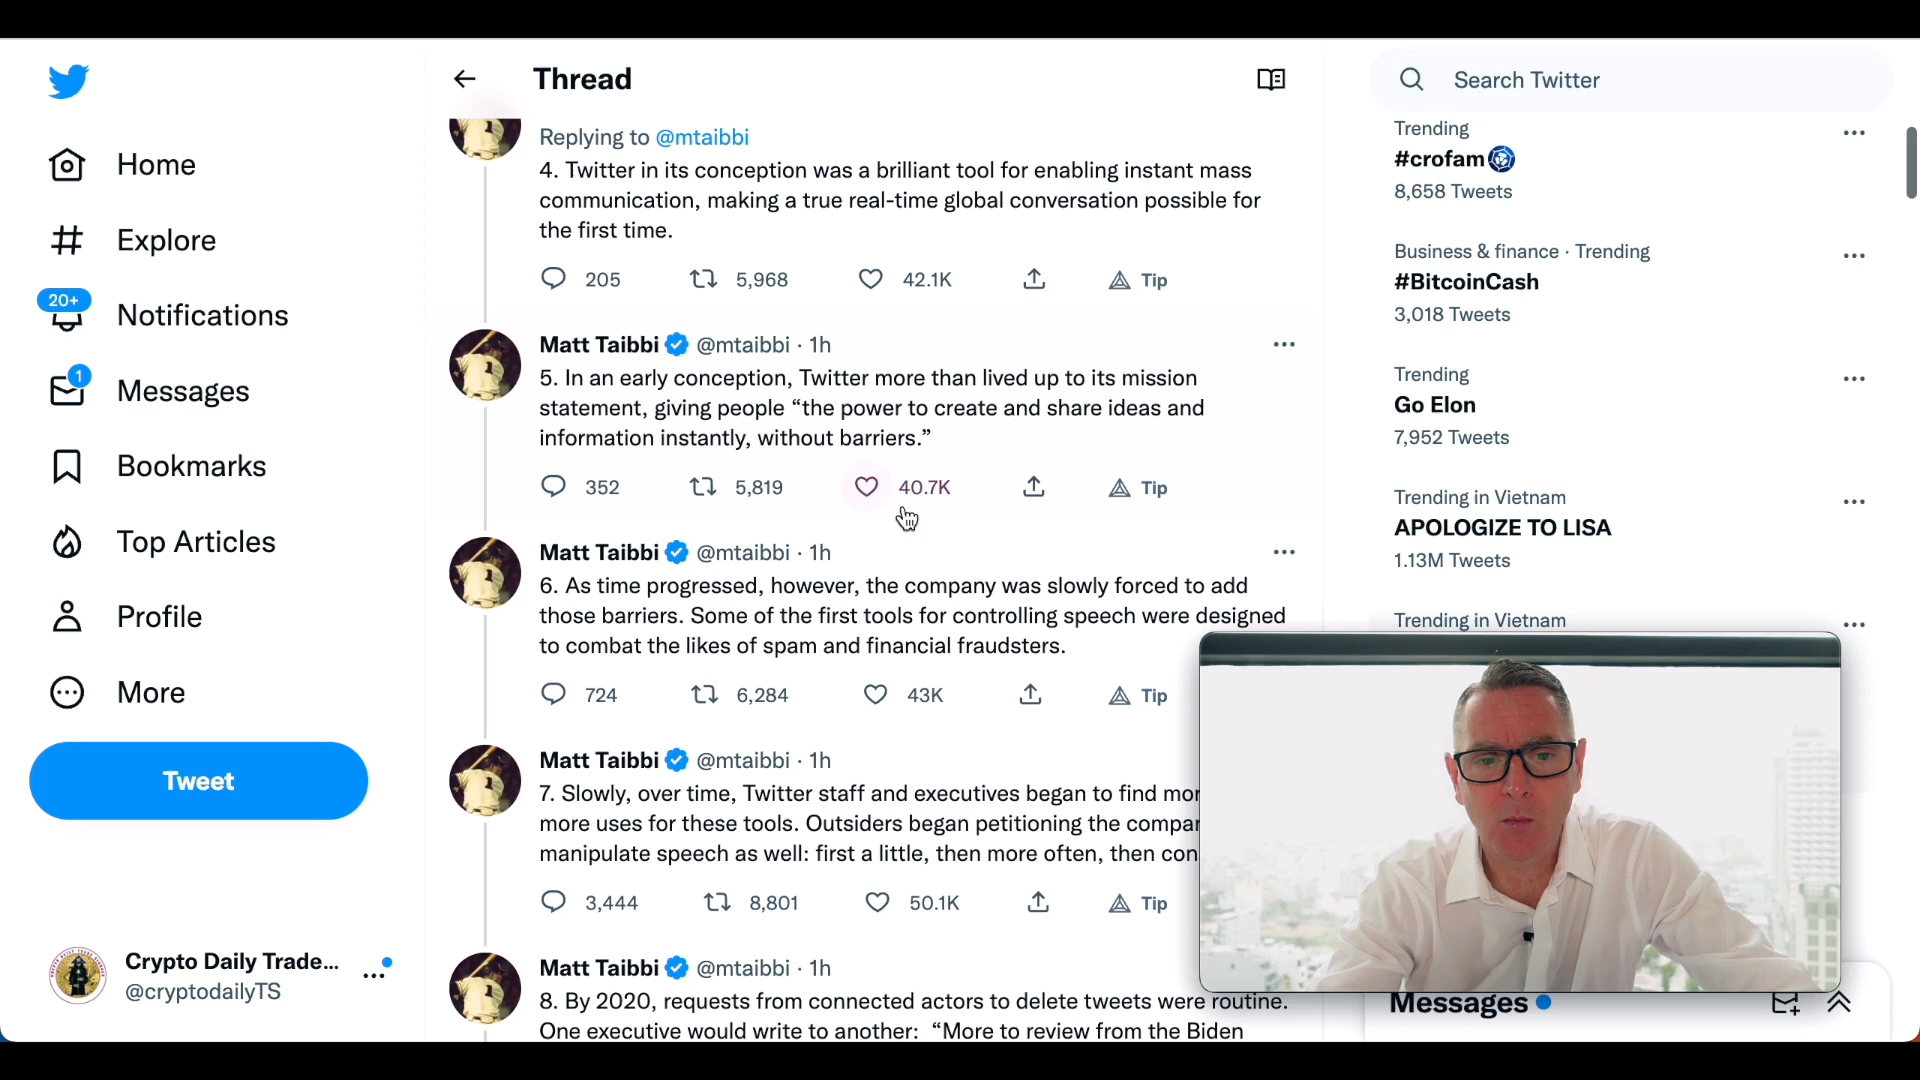 Home
Explore
20+
Notifications
1
Messages
Bookmarks
Top Articles
Profile
More
Tweet
Crypto Daily Trade...
@cryptodailyTS
Thread
Replying to @mtaibbi
4. Twitter in its conception was a brilliant tool for enabling instant mass
communication, making a true real-time global conversation possible for
the first time.
205 5,968 42.1K Tip
Matt Taibbi @mtaibbi · 1h
5. In an early conception, Twitter more than lived up to its mission
statement, giving people “the power to create and share ideas and
information instantly, without barriers.”
352 5,819 40.7K Tip
Matt Taibbi @mtaibbi · 1h
6. As time progressed, however, the company was slowly forced to add
those barriers. Some of the first tools for controlling speech were designed
to combat the likes of spam and financial fraudsters.
724 6,284 43K Tip
Matt Taibbi @mtaibbi · 1h
7. Slowly, over time, Twitter staff and executives began to find
more uses for these tools. Outsiders began petitioning the
manipulate speech as well: first a little, then more often, then
3,444 8,801 50.1K Tip
Matt Taibbi @mtaibbi · 1h
8. By 2020, requests from connected actors to delete tweets were routine.
One executive would write to another: “More to review from the Biden
Search Twitter
Trending
#crofam
8,658 Tweets
Business & finance · Trending
#BitcoinCash
3,018 Tweets
Trending
Go Elon
7,952 Tweets
Trending in Vietnam
APOLOGIZE TO LISA
1.13M Tweets
Trending in Vietnam
Messages